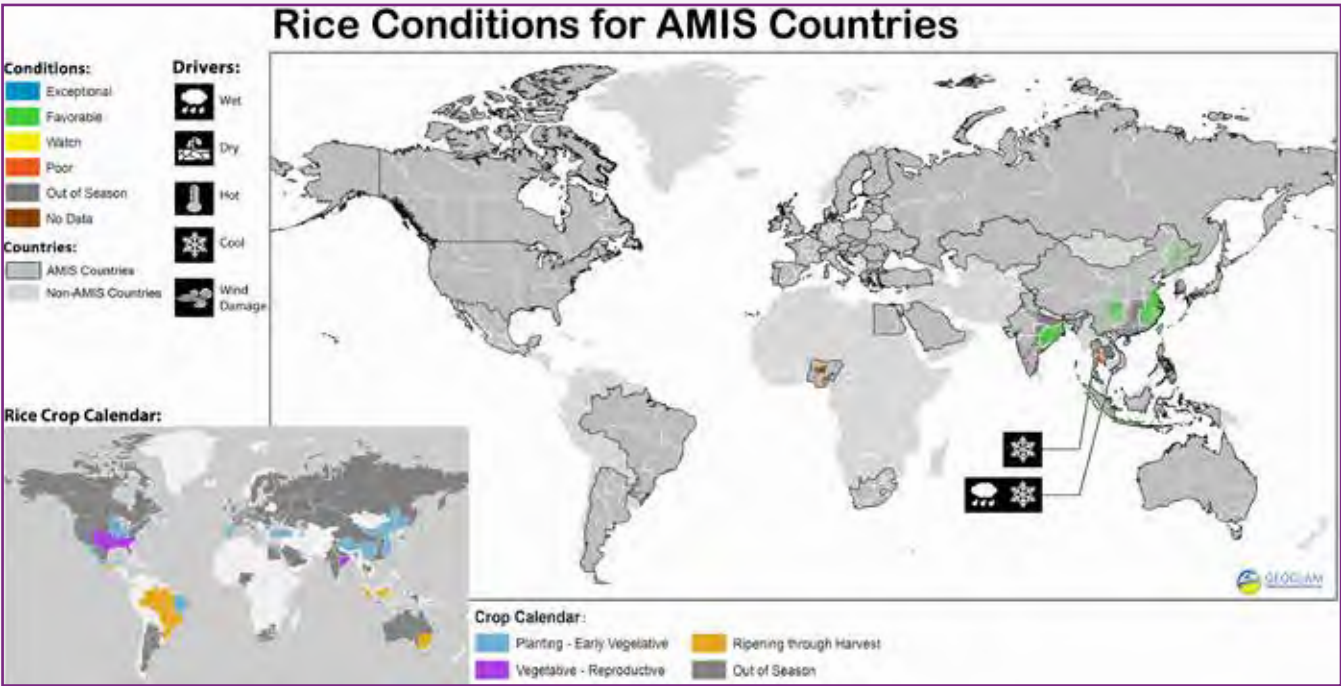 Rice Conditions for AMIS Countries
Conditions:
Exceptional
Favorable
Watch
Poor
Out of Season
No Data
Countries:
AMIS Countries
Non-AMIS Countries
Drivers:
Wet
Dry
Hot
Cool
Wind
Damage
GEOGLAM
Rice Crop Calendar:
Crop Calendar:
Planting - Early Vegetative
Vegetative - Reproductive
Ripening through Harvest
Out of Season